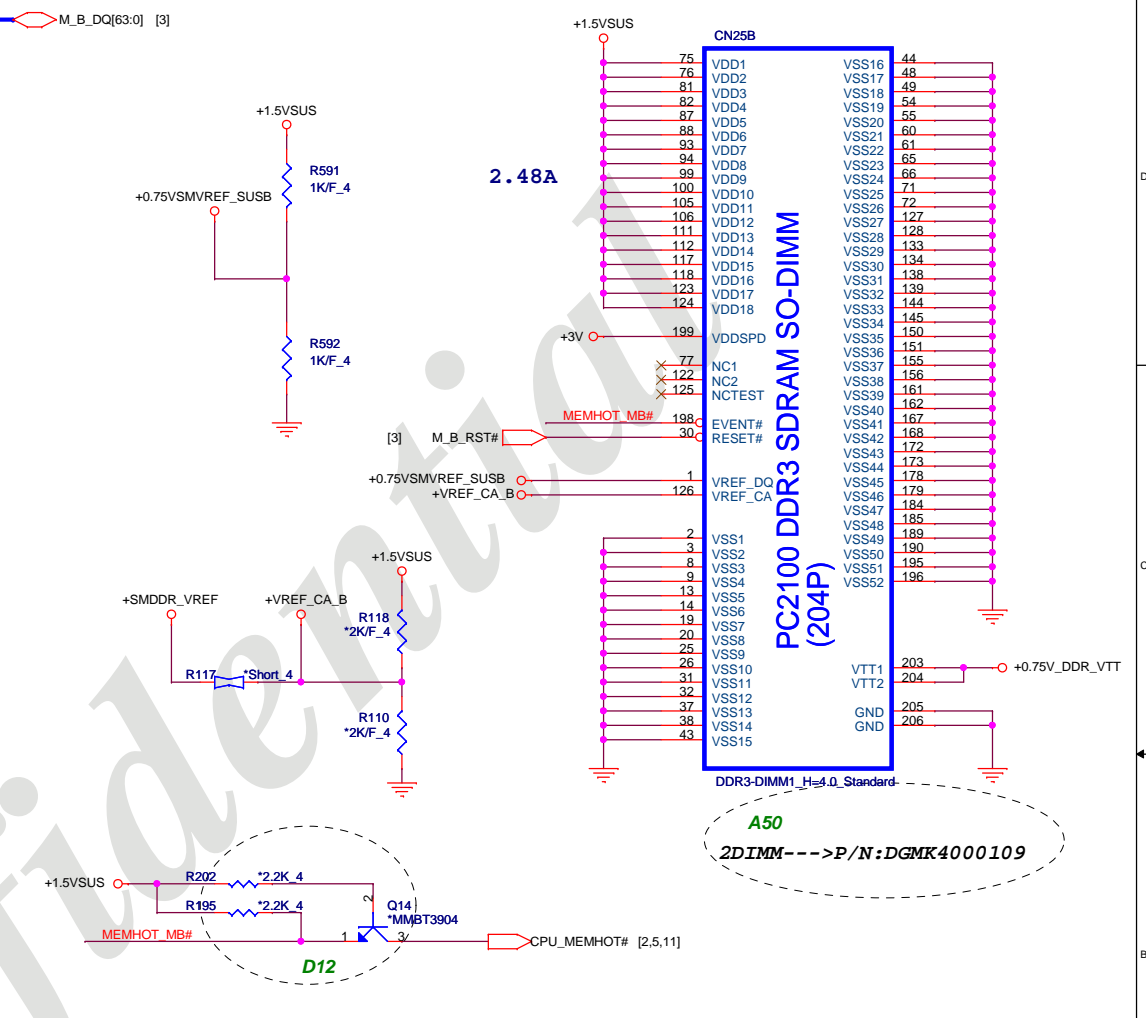 M_B_DQ[63:0] [3]
+1.5VSUS
CN25B
75 VDD1
76 VDD2
81 VDD3
82 VDD4
87 VDD5
88 VDD6
93 VDD7
94 VDD8
99 VDD9
100 VDD10
105 VDD11
106 VDD12
111 VDD13
112 VDD14
117 VDD15
118 VDD16
123 VDD17
124 VDD18
199 VDDSPD
+3V
77 NC1
122 NC2
125 NCTEST
MEMHOT_MB# 198 EVENT#
[3] M_B_RST# 30 RESET#
+0.75VSMVREF_SUSB 1 VREF_DQ
+VREF_CA_B 126 VREF_CA
2 VSS1
3 VSS2
8 VSS3
9 VSS4
13 VSS5
14 VSS6
19 VSS7
20 VSS8
25 VSS9
26 VSS10
31 VSS11
32 VSS12
37 VSS13
38 VSS14
43 VSS15
PC2100 DDR3 SDRAM SO-DIMM
(204P)
VSS16 44
VSS17 48
VSS18 49
VSS19 54
VSS20 55
VSS21 60
VSS22 61
VSS23 65
VSS24 66
VSS25 71
VSS26 72
VSS27 127
VSS28 128
VSS29 133
VSS30 134
VSS31 138
VSS32 139
VSS33 144
VSS34 145
VSS35 150
VSS36 151
VSS37 155
VSS38 156
VSS39 161
VSS40 162
VSS41 167
VSS42 168
VSS43 172
VSS44 173
VSS45 178
VSS46 179
VSS47 184
VSS48 185
VSS49 189
VSS50 190
VSS51 195
VSS52 196
VTT1 203
VTT2 204
+0.75V_DDR_VTT
GND 205
GND 206
DDR3-DIMM1_H=4.0_Standard
A50
2DIMM--->P/N:DGMK4000109
2.48A
+1.5VSUS
R591
1K/F_4
+0.75VSMVREF_SUSB
R592
1K/F_4
+1.5VSUS
+SMDDR_VREF
+VREF_CA_B
R118
*2K/F_4
R117 *Short_4
R110
*2K/F_4
+1.5VSUS
R202 *2.2K_4
R195 *2.2K_4
2
Q14
*MMBT3904
MEMHOT_MB# 1 3 CPU_MEMHOT# [2,5,11]
D12
D
C
B
fidential